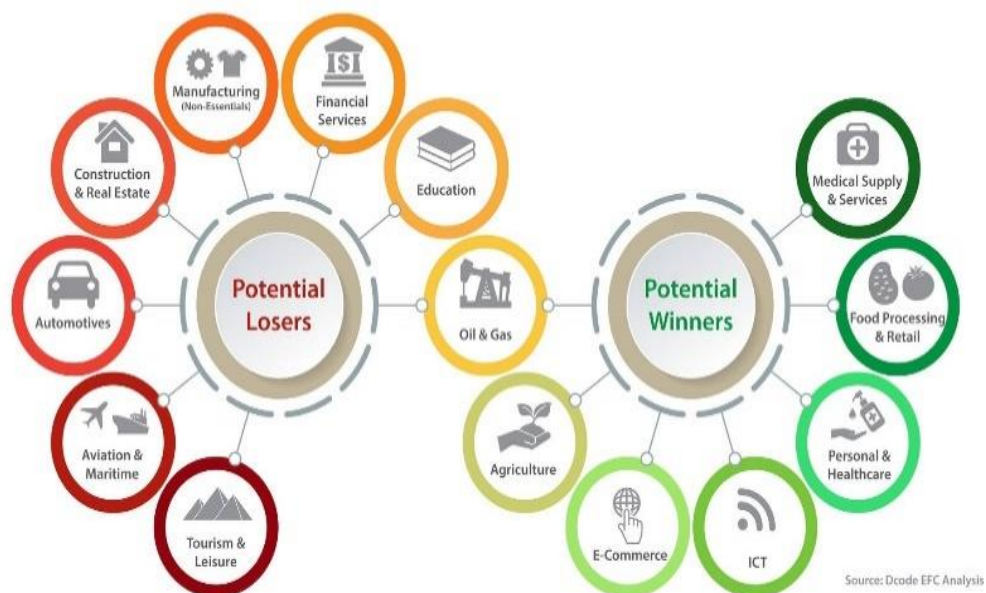 Manufacturing
(Non-Essentials)
Financial
Services
Construction
& Real Estate
Education
Automotives
Potential
Losers
Oil & Gas
Aviation &
Maritime
Tourism &
Leisure
Potential
Winners
Medical Supply
& Services
Food Processing
& Retail
Personal &
Healthcare
Agriculture
E-Commerce
ICT
Source: Dcode EFC Analysis